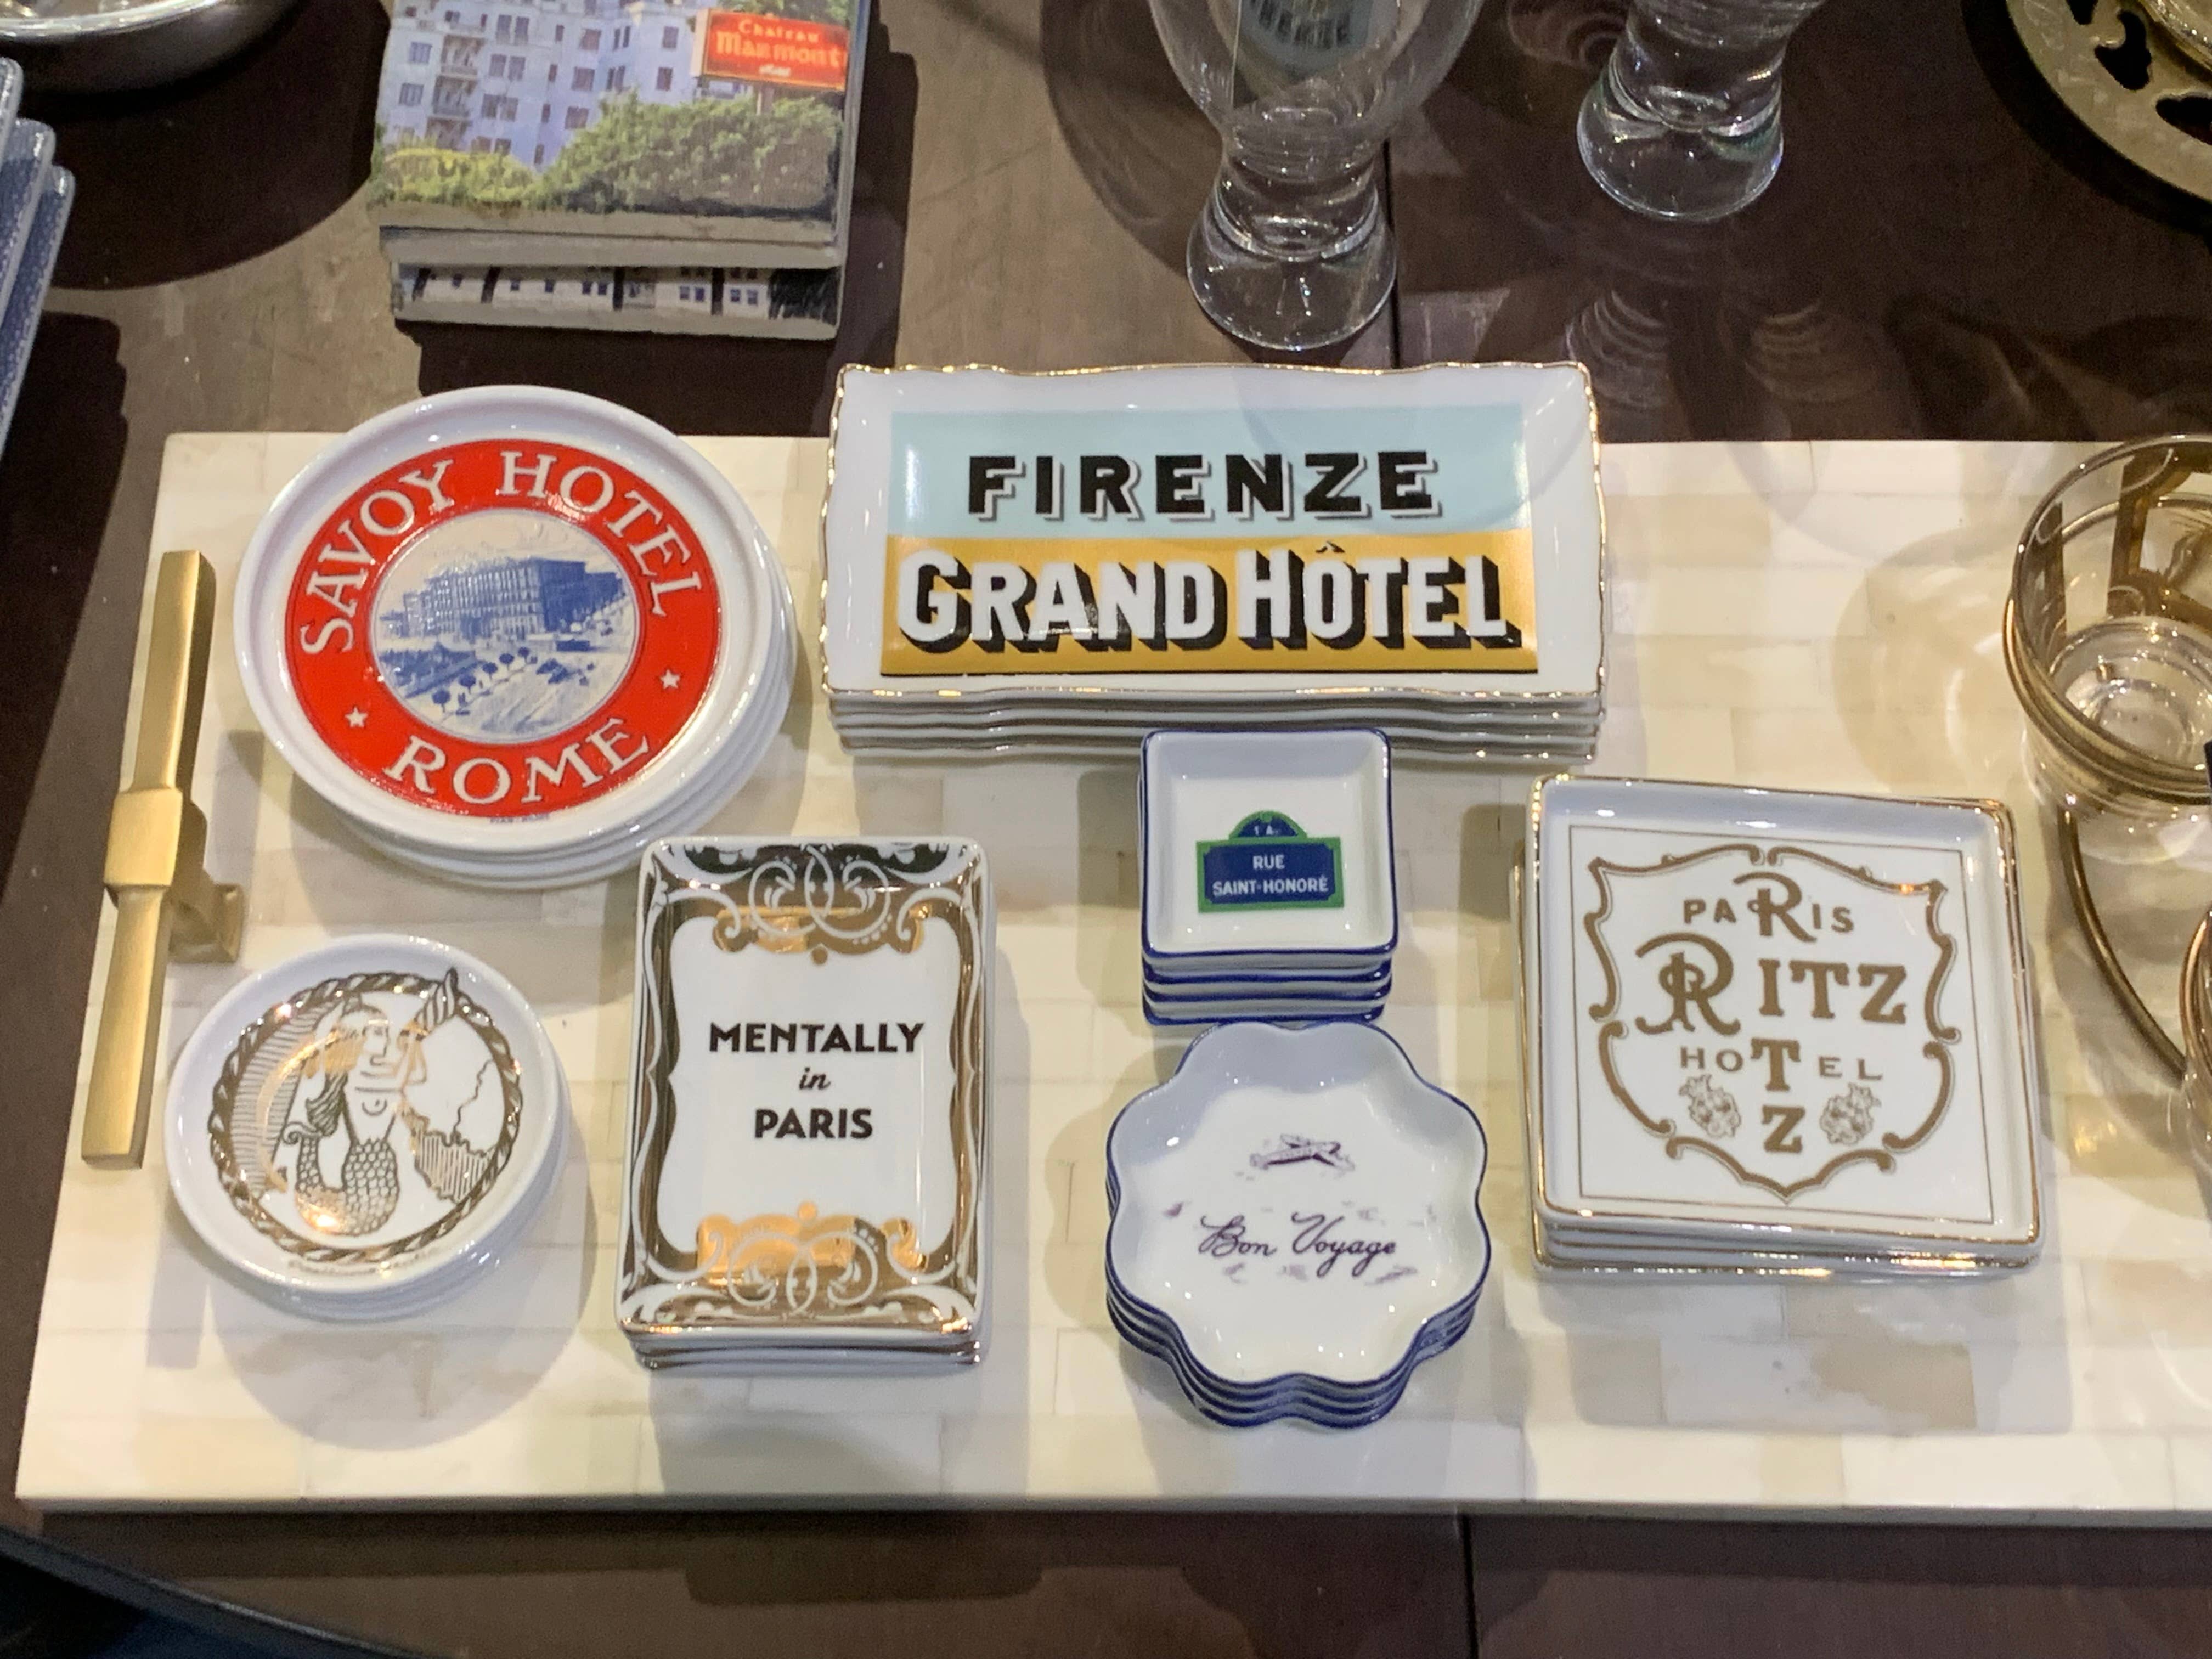 Chateau
Marmont
Hotel
SAVOY HOTEL
ROME
FIRENZE
GRAND HÔTEL
RUE
SAINT-HONORÉ
PARIS
RITZ
HOTEL
Z
MENTALLY
in
PARIS
Bon Voyage